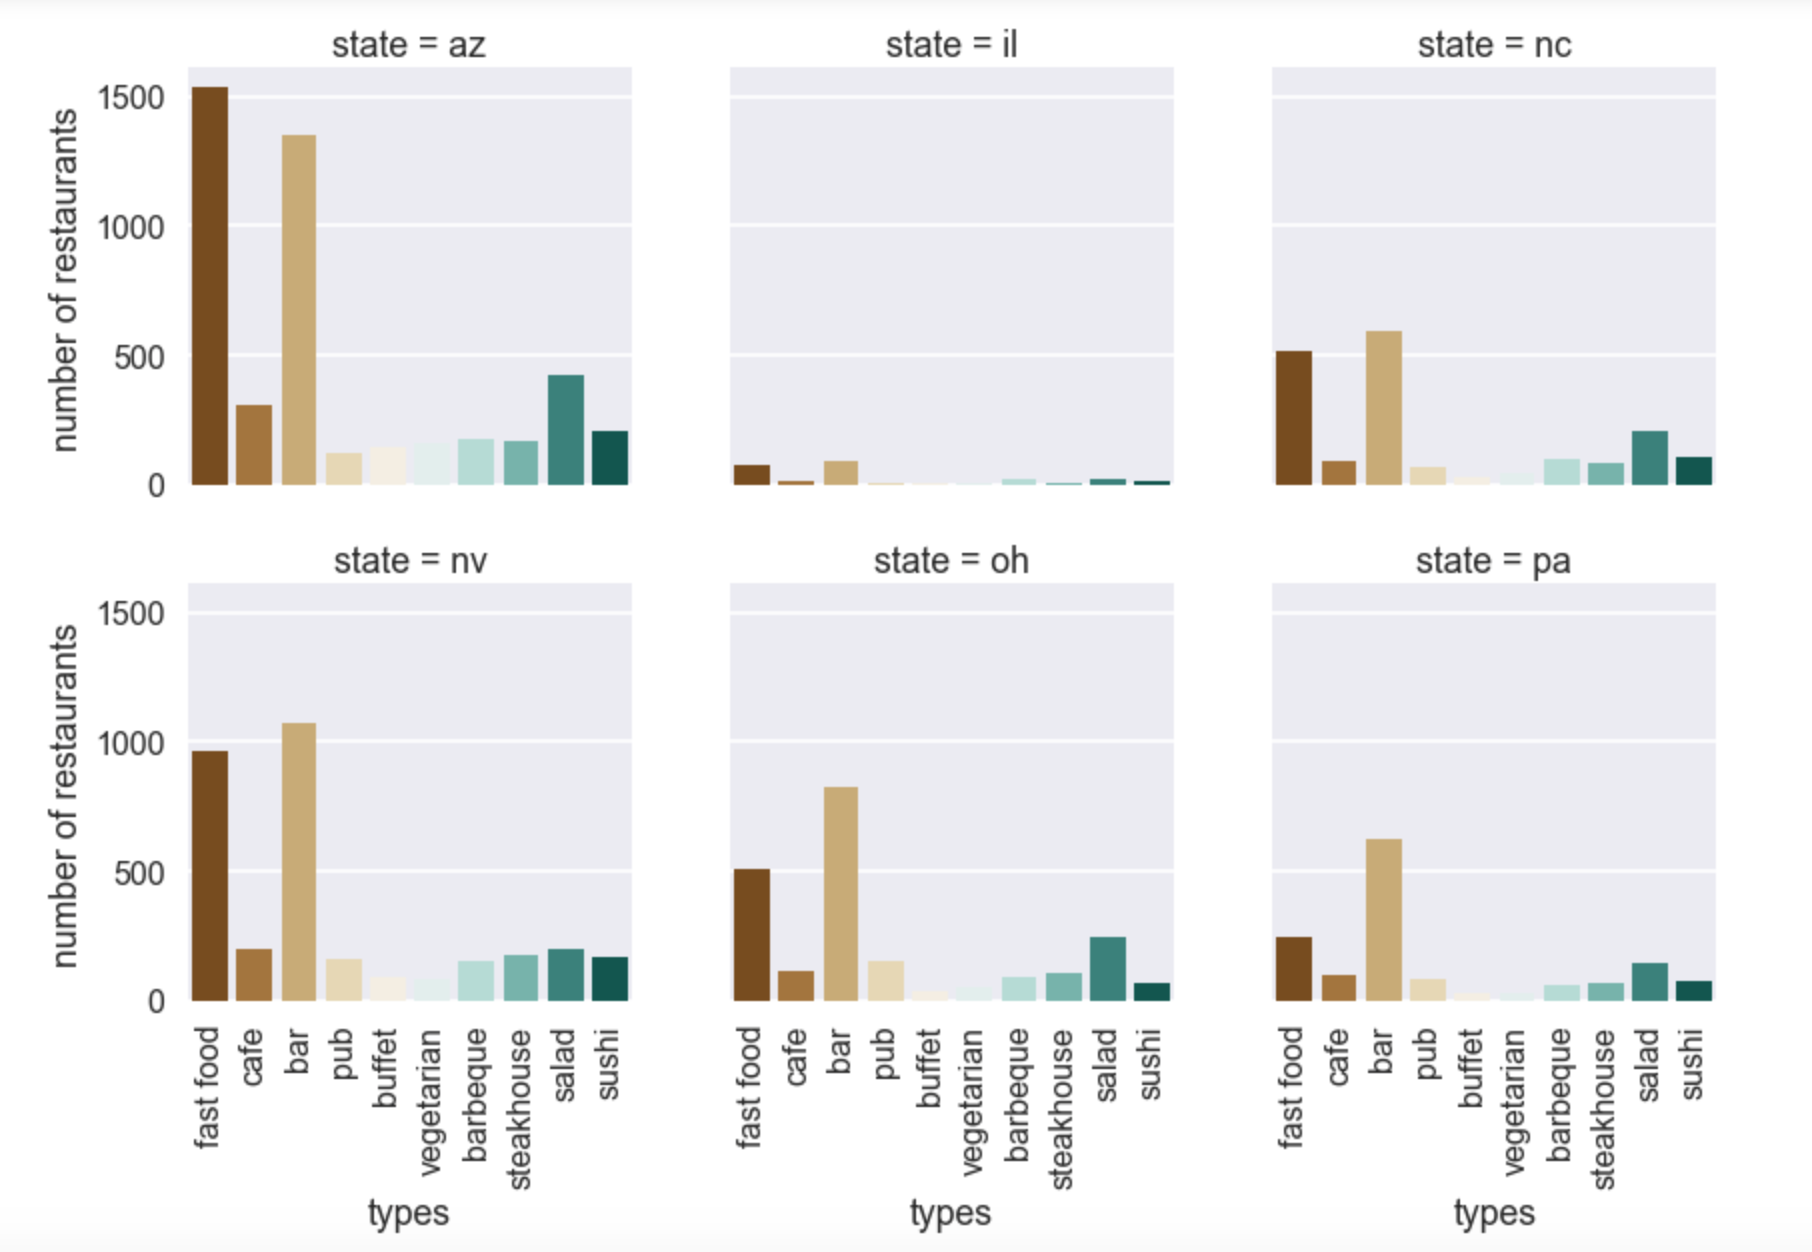 state = az
state = il
state = nc
number of restaurants
1500
1000
500
0
state = nv
state = oh
state = pa
number of restaurants
1500
1000
500
0
fast food
cafe
bar
pub
buffet
vegetarian
barbeque
steakhouse
salad
sushi
fast food
cafe
bar
pub
buffet
vegetarian
barbeque
steakhouse
salad
sushi
fast food
cafe
bar
pub
buffet
vegetarian
barbeque
steakhouse
salad
sushi
types
types
types